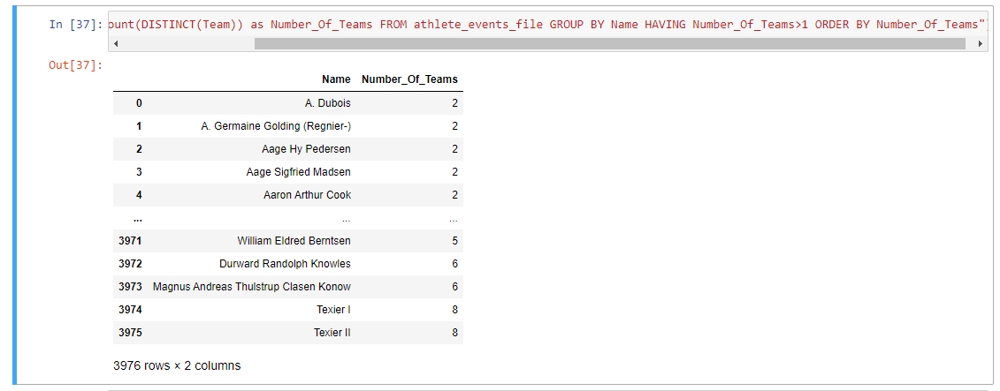 In [37]: ount(DISTINCT(Team)) as Number_Of_Teams FROM athlete_events_file GROUP BY Name HAVING Number_Of_Teams>1 ORDER BY Number_Of_Teams"
Out[37]:
Name Number_Of_Teams
0 A. Dubois 2
1 A. Germaine Golding (Regnier-) 2
2 Aage Hy Pedersen 2
3 Aage Sigfried Madsen 2
4 Aaron Arthur Cook 2
... ... ...
3971 William Eldred Berntsen 5
3972 Durward Randolph Knowles 6
3973 Magnus Andreas Thulstrup Clasen Konow 6
3974 Texier I 8
3975 Texier II 8
3976 rows × 2 columns